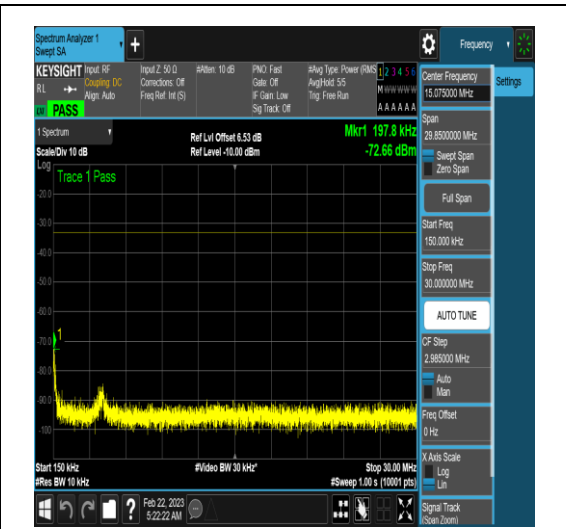 Spectrum Analyzer 1
Swept SA
+
Frequency
KEYSIGHT
RL
PASS
Input: RF
Coupling: DC
Align: Auto
Input Z: 50 Ω
Corrections: Off
Freq Ref: Int (S)
#Atten: 10 dB
PNO: Fast
Gate: Off
IF Gain: Low
Sig Track: Off
#Avg Type: Power (RMS
Avg|Hold: 5/5
Trig: Free Run
1 2 3 4 5 6
M W W W W W
A A A A A A
1 Spectrum
Scale/Div 10 dB
Ref Lvl Offset 6.53 dB
Ref Level -10.00 dBm
Mkr1 197.8 kHz
-72.66 dBm
Log
Trace 1 Pass
-20.0
-30.0
-40.0
-50.0
-60.0
-70.0
-80.0
-90.0
-100
1
Start 150 kHz
#Res BW 10 kHz
#Video BW 30 kHz*
Stop 30.00 MHz
#Sweep 1.00 s (10001 pts)
Feb 22, 2023
5:22:22 AM
?
Settings
Center Frequency
15.075000 MHz
Span
29.8500000 MHz
Swept Span
Zero Span
Full Span
Start Freq
150.000 kHz
Stop Freq
30.000000 MHz
AUTO TUNE
CF Step
2.985000 MHz
Auto
Man
Freq Offset
0 Hz
X Axis Scale
Log
Lin
Signal Track
(Span Zoom)